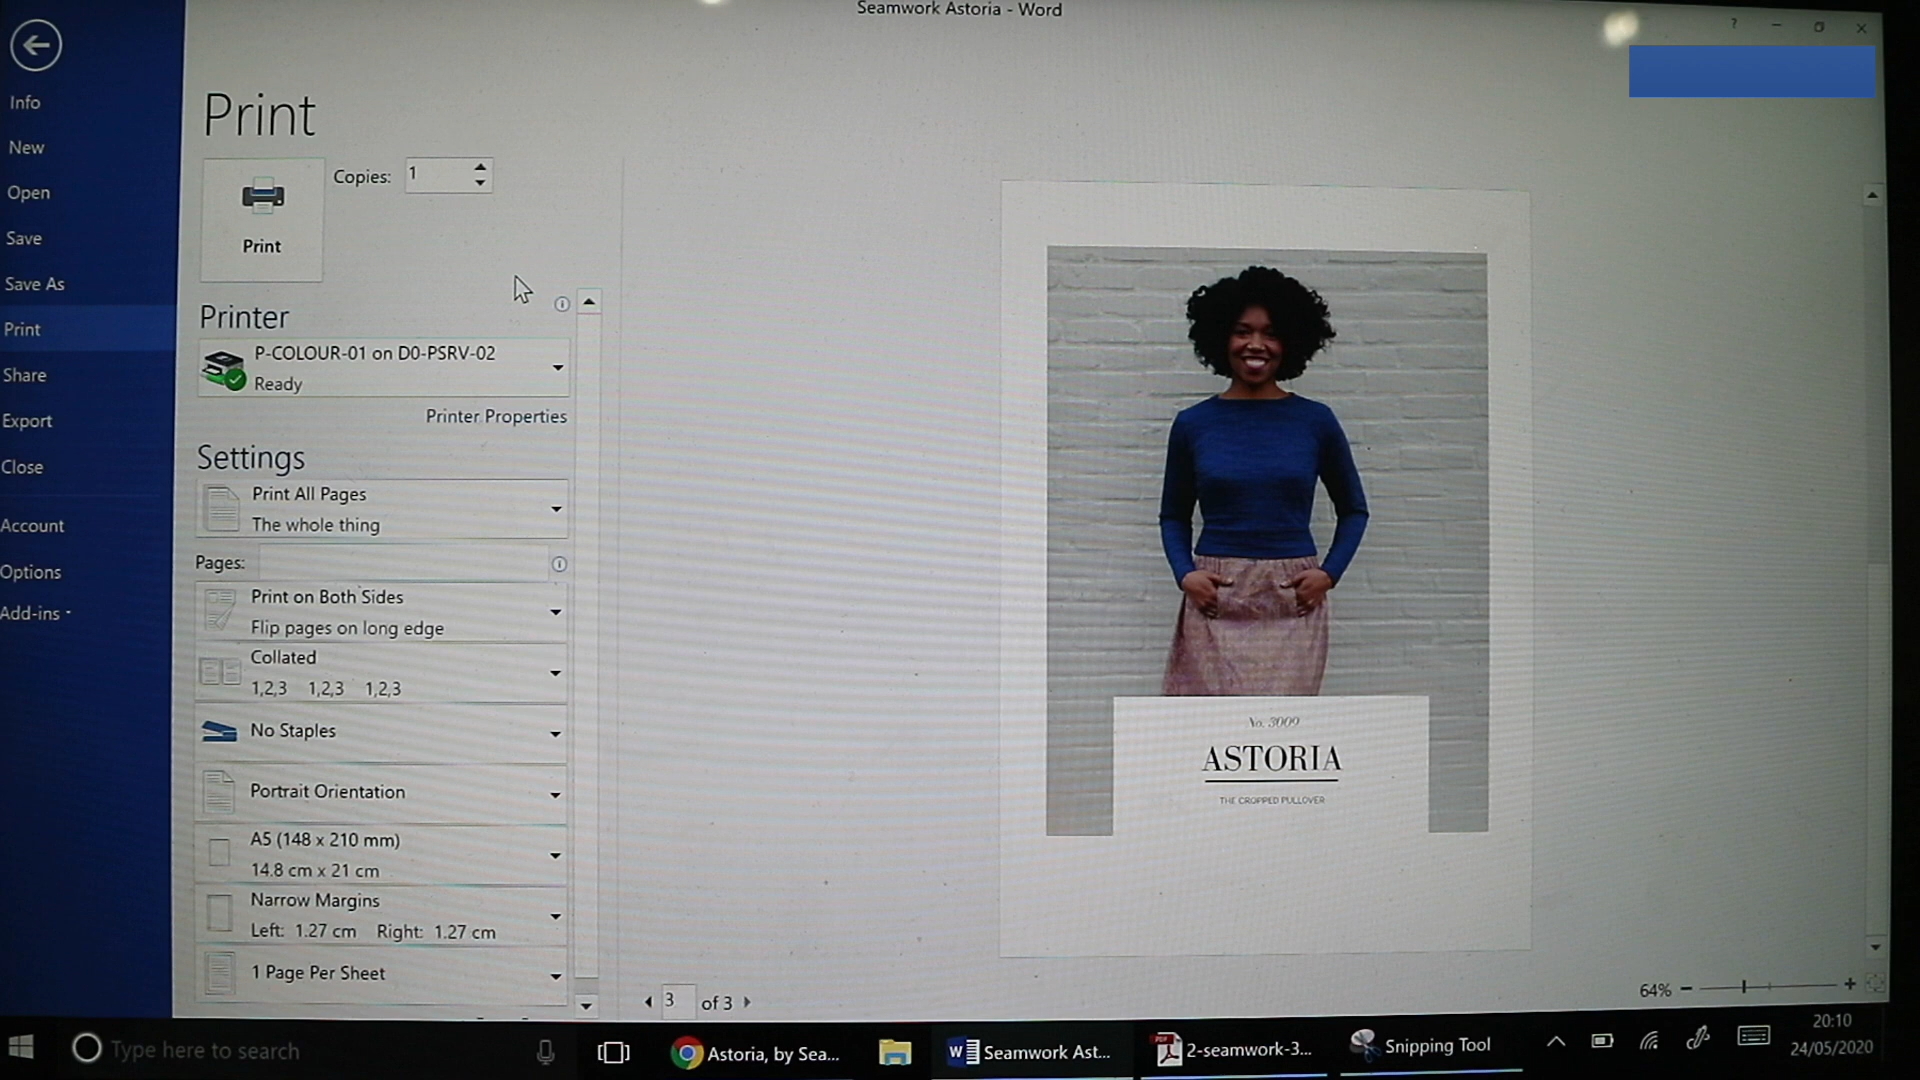 Seamwork Astoria - Word
?
Info
New
Open
Save
Save As
Print
Share
Export
Close
Account
Options
Add-ins
Print
Print
Copies: 1
Printer
P-COLOUR-01 on D0-PSRV-02
Ready
Printer Properties
Settings
Print All Pages
The whole thing
Pages:
Print on Both Sides
Flip pages on long edge
Collated
1,2,3 1,2,3 1,2,3
No Staples
Portrait Orientation
A5 (148 x 210 mm)
14.8 cm x 21 cm
Narrow Margins
Left: 1.27 cm Right: 1.27 cm
1 Page Per Sheet
No. 3009
ASTORIA
THE CROPPED PULLOVER
3 of 3
64%
Type here to search
Astoria, by Sea...
Seamwork Ast...
2-seamwork-3...
Snipping Tool
20:10
24/05/2020